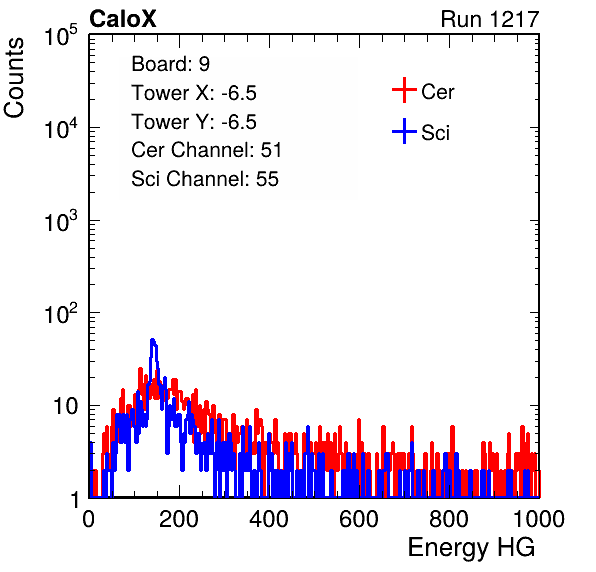 CaloX Run 1217
Counts
Board: 9
Tower X: -6.5
Tower Y: -6.5
Cer Channel: 51
Sci Channel: 55
Cer
Sci
10^5
10^4
10^3
10^2
10
1
0 200 400 600 800 1000
Energy HG